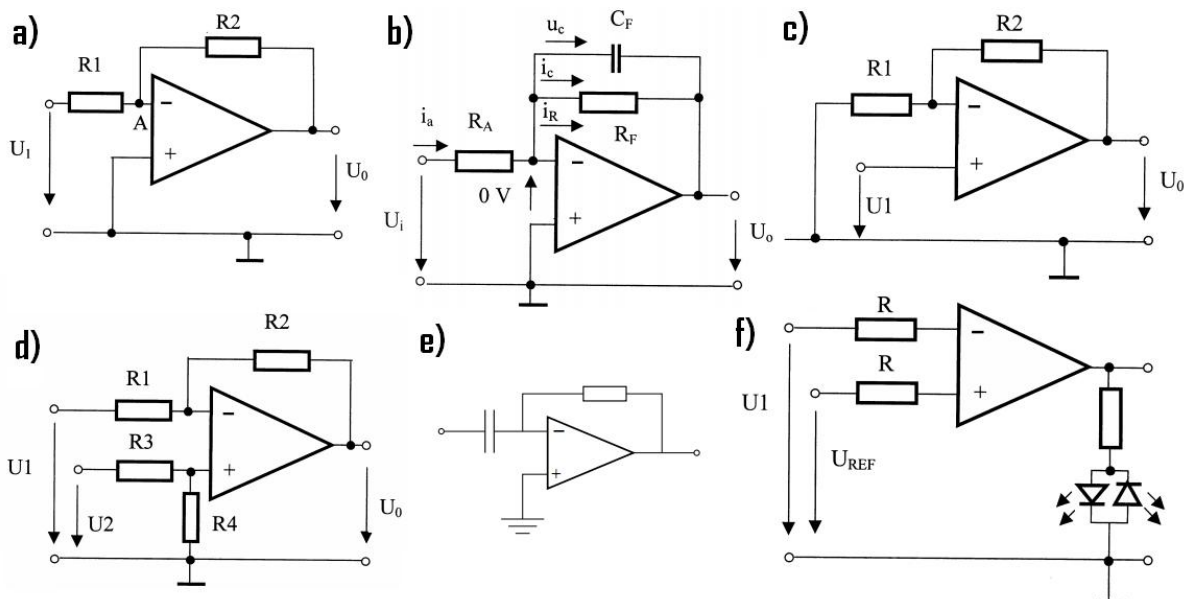 a)
R2
R1
A
−
+
U1
U0
b)
uc
CF
ic
iR
RF
ia
RA
0 V
−
+
Ui
Uo
c)
R2
R1
−
+
U1
U0
d)
R2
R1
R3
−
+
U1
U2
R4
U0
e)
−
+
f)
R
R
−
+
U1
UREF